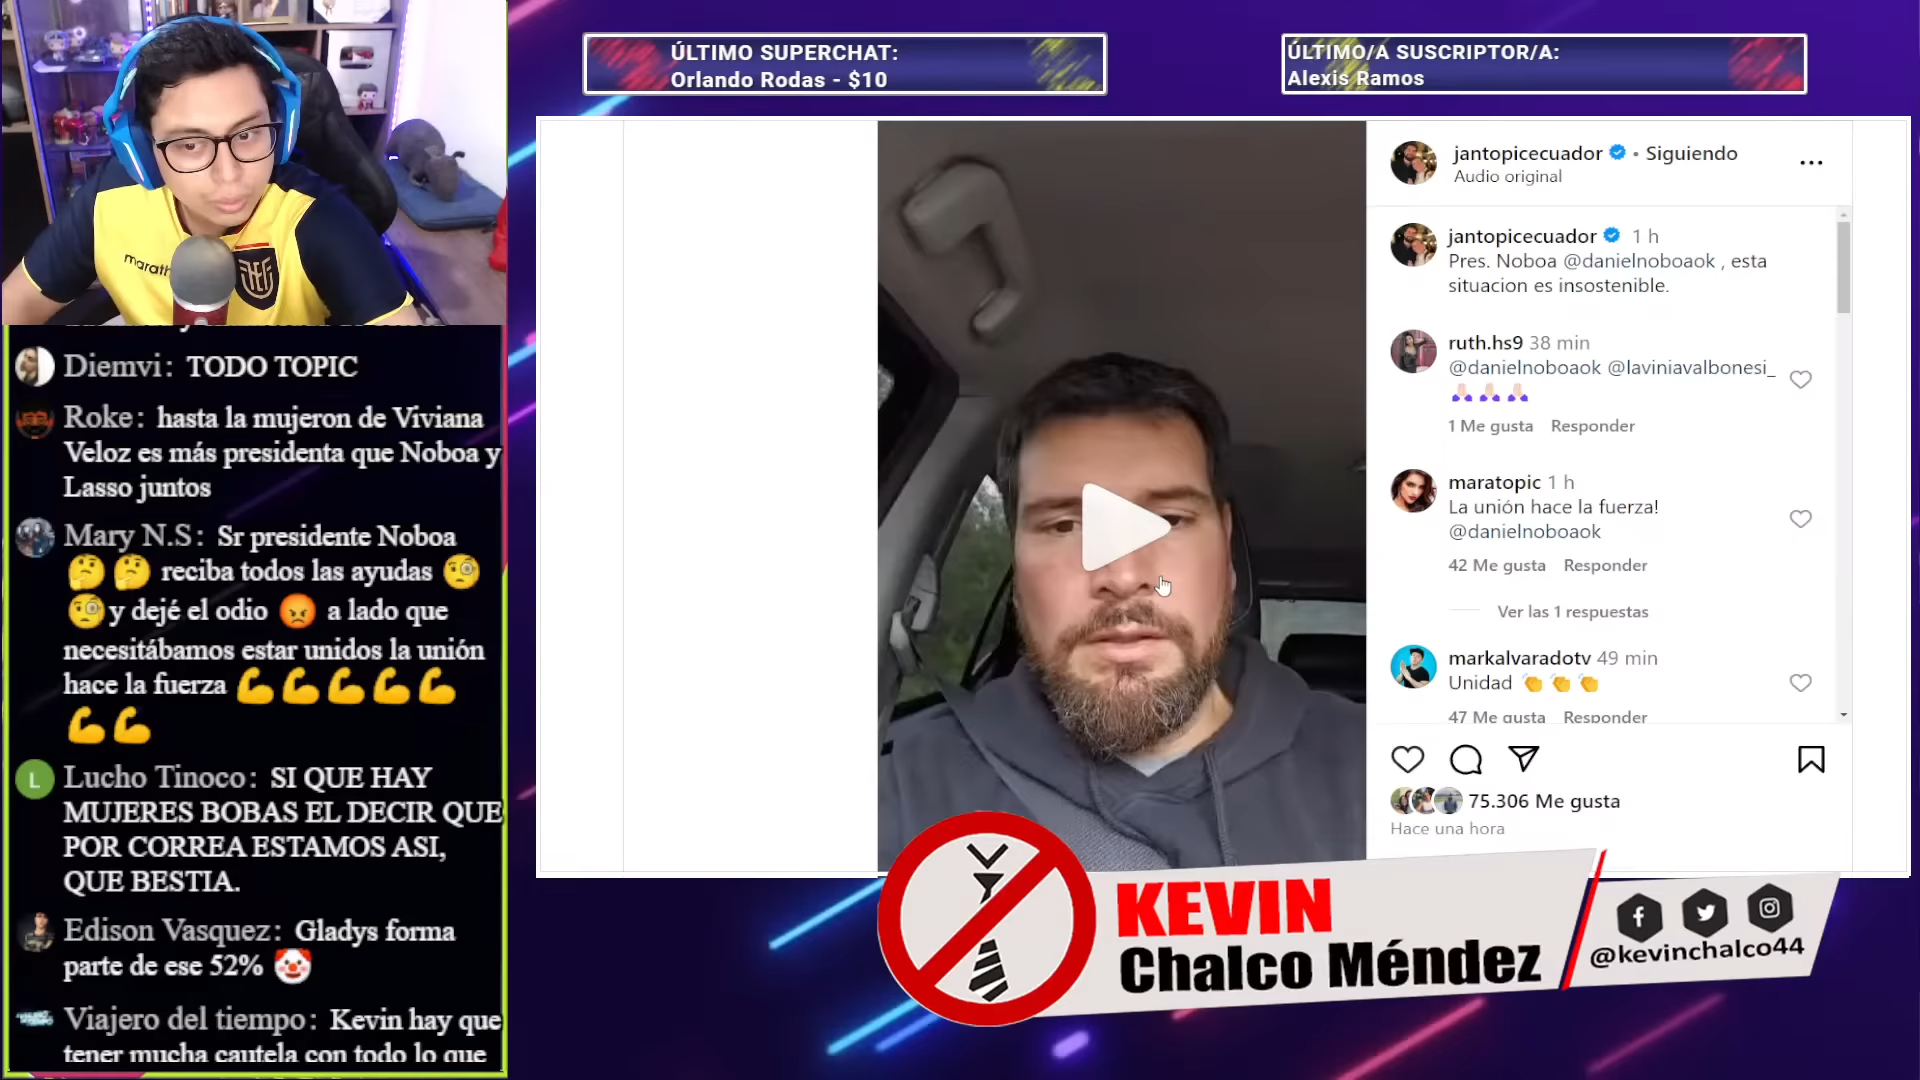 ÚLTIMO SUPERCHAT:
Orlando Rodas - $10
ÚLTIMO/A SUSCRIPTOR/A:
Alexis Ramos
marath
Diemvi: TODO TOPIC
Roke: hasta la mujeron de Viviana
Veloz es más presidenta que Noboa y
Lasso juntos
Mary N.S: Sr presidente Noboa
🤔 🤔 reciba todos las ayudas 🧐
🧐 y dejé el odio 😡 a lado que
necesitábamos estar unidos la unión
hace la fuerza 💪💪💪💪💪
💪💪
L
Lucho Tinoco: SI QUE HAY
MUJERES BOBAS EL DECIR QUE
POR CORREA ESTAMOS ASI,
QUE BESTIA.
Edison Vasquez: Gladys forma
parte de ese 52% 🤡
Viajero del tiempo: Kevin hay que
tener mucha cautela con todo lo que
jantopicecuador • Siguiendo
Audio original
jantopicecuador 1 h
Pres. Noboa @danielnoboaok , esta
situacion es insostenible.
ruth.hs9 38 min
@danielnoboaok @laviniavalbonesi_
🙏🏻 🙏🏻 🙏🏻
1 Me gusta Responder
maratopic 1 h
La unión hace la fuerza!
@danielnoboaok
42 Me gusta Responder
Ver las 1 respuestas
markalvaradotv 49 min
Unidad 👏 👏 👏
47 Me gusta Responder
75.306 Me gusta
Hace una hora
KEVIN
Chalco Méndez
@kevinchalco44